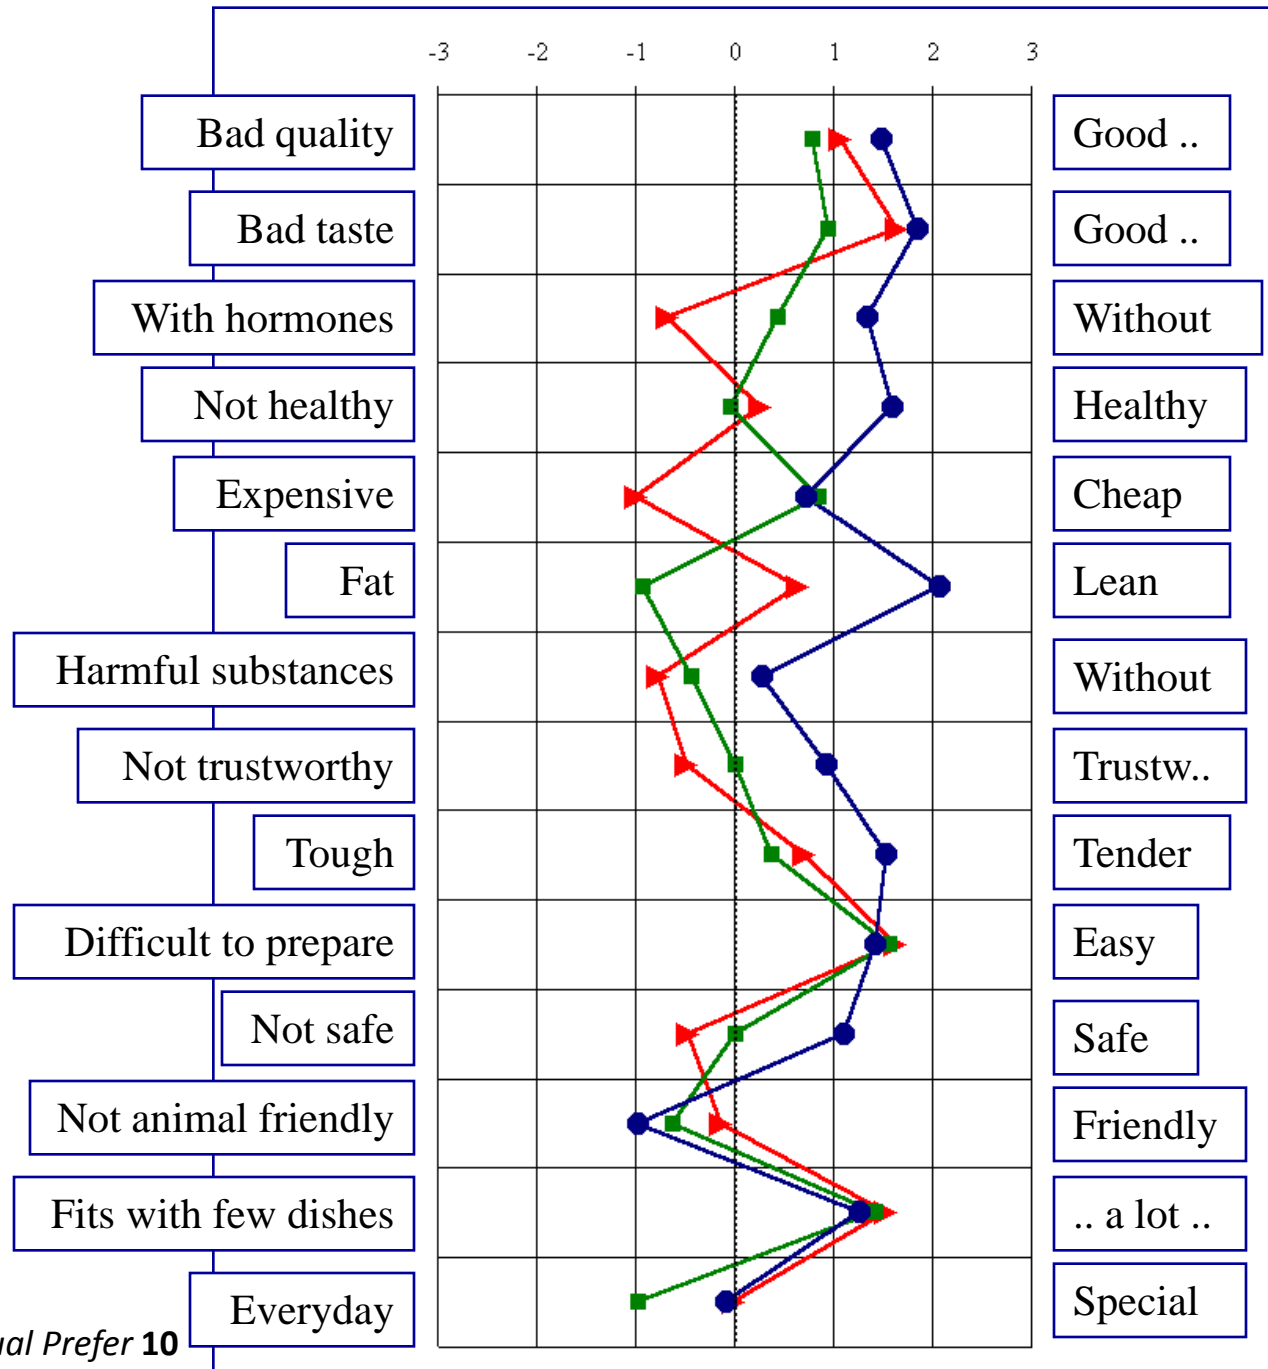 -3 -2 -1 0 1 2 3
Bad quality Good ..
Bad taste Good ..
With hormones Without
Not healthy Healthy
Expensive Cheap
Fat Lean
Harmful substances Without
Not trustworthy Trustw..
Tough Tender
Difficult to prepare Easy
Not safe Safe
Not animal friendly Friendly
Fits with few dishes .. a lot ..
Everyday Special
Prefer 10